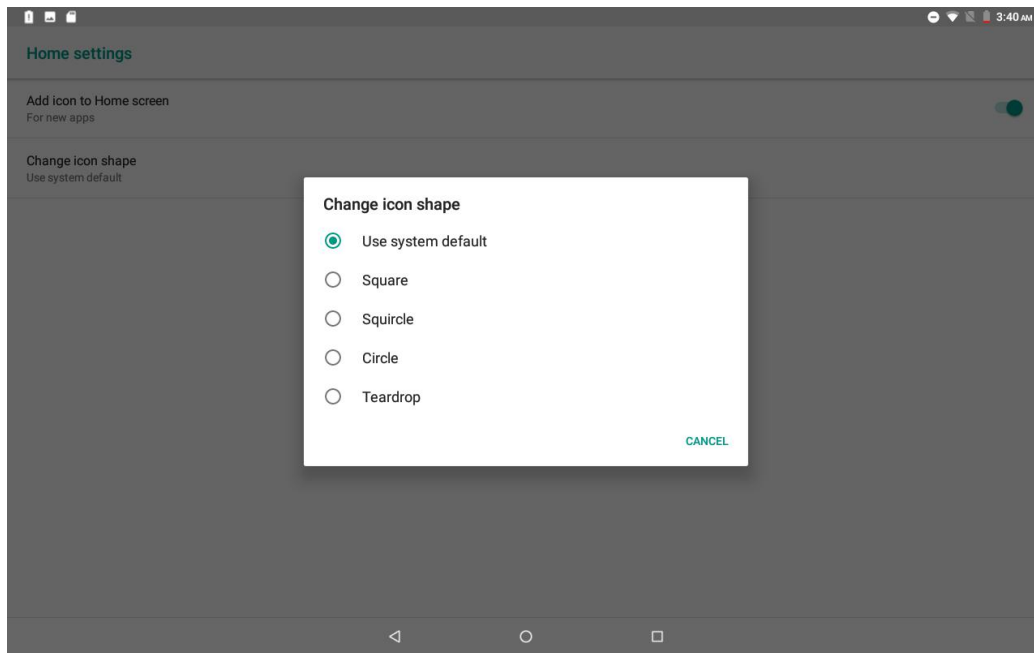 3:40 AM
Home settings
Add icon to Home screen
For new apps
Change icon shape
Use system default
Change icon shape
Use system default
Square
Squircle
Circle
Teardrop
CANCEL